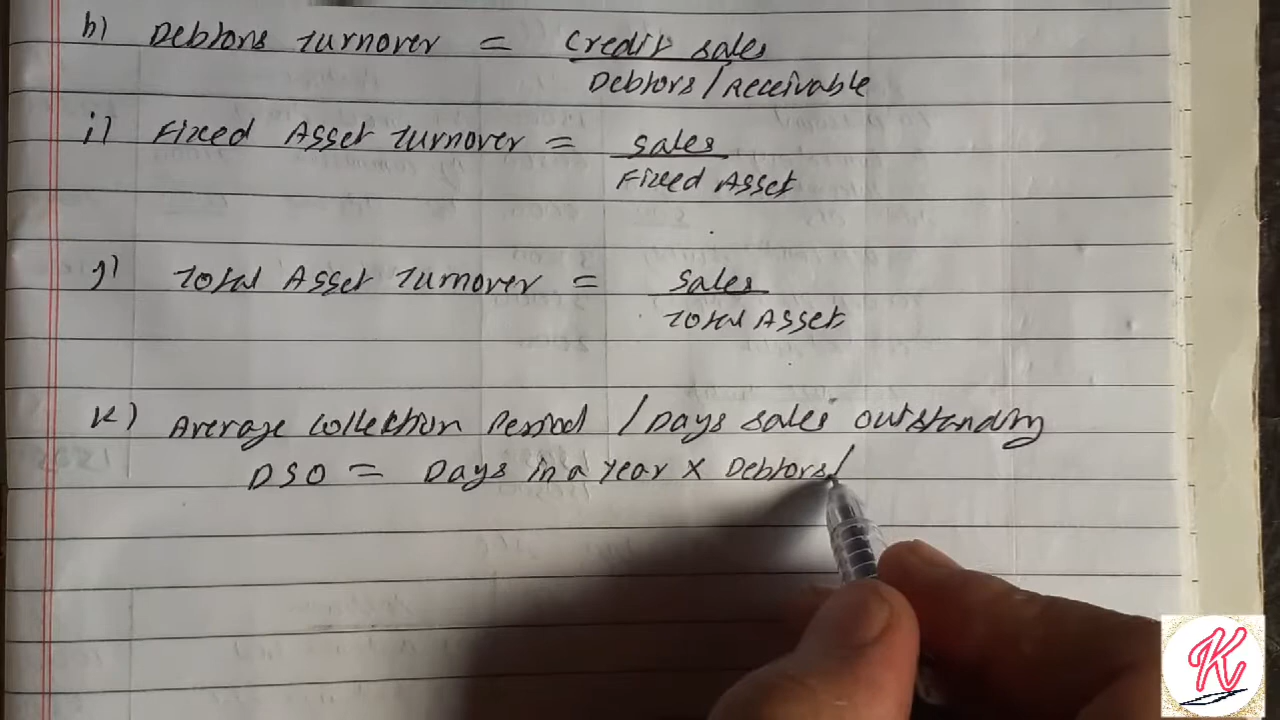 h) Debtors turnover = Credit sales
Debtors / Receivable
i) Fixed Asset turnover = sales
Fixed Asset
j) Total Asset turnover = sales
Total Asset
k) Average collection Period / Days sales outstanding
DSO = Days in a year × Debtors/
K